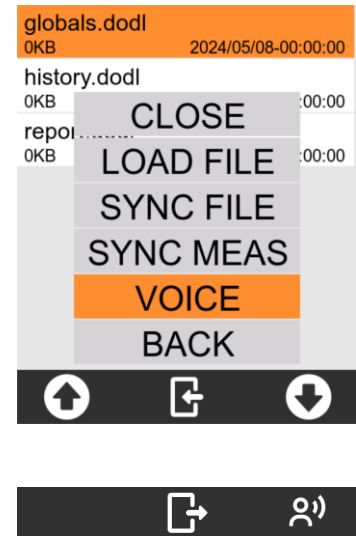 globals.dodl
0KB 2024/05/08-00:00:00
history.dodl
0KB :00:00
CLOSE
0KB :00:00
LOAD FILE
SYNC FILE
SYNC MEAS
VOICE
BACK